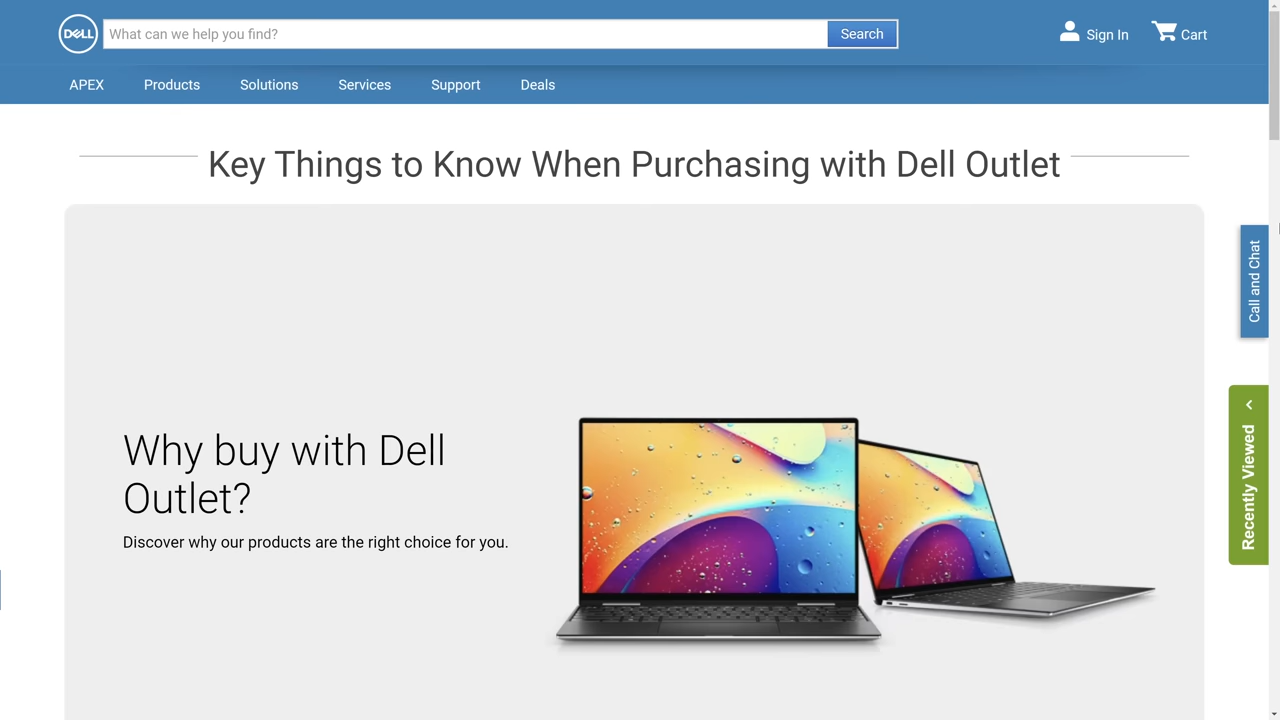 DELL
What can we help you find?
Search
Sign In
Cart
APEX
Products
Solutions
Services
Support
Deals
Key Things to Know When Purchasing with Dell Outlet
Why buy with Dell
Outlet?
Discover why our products are the right choice for you.
Call and Chat
Recently Viewed